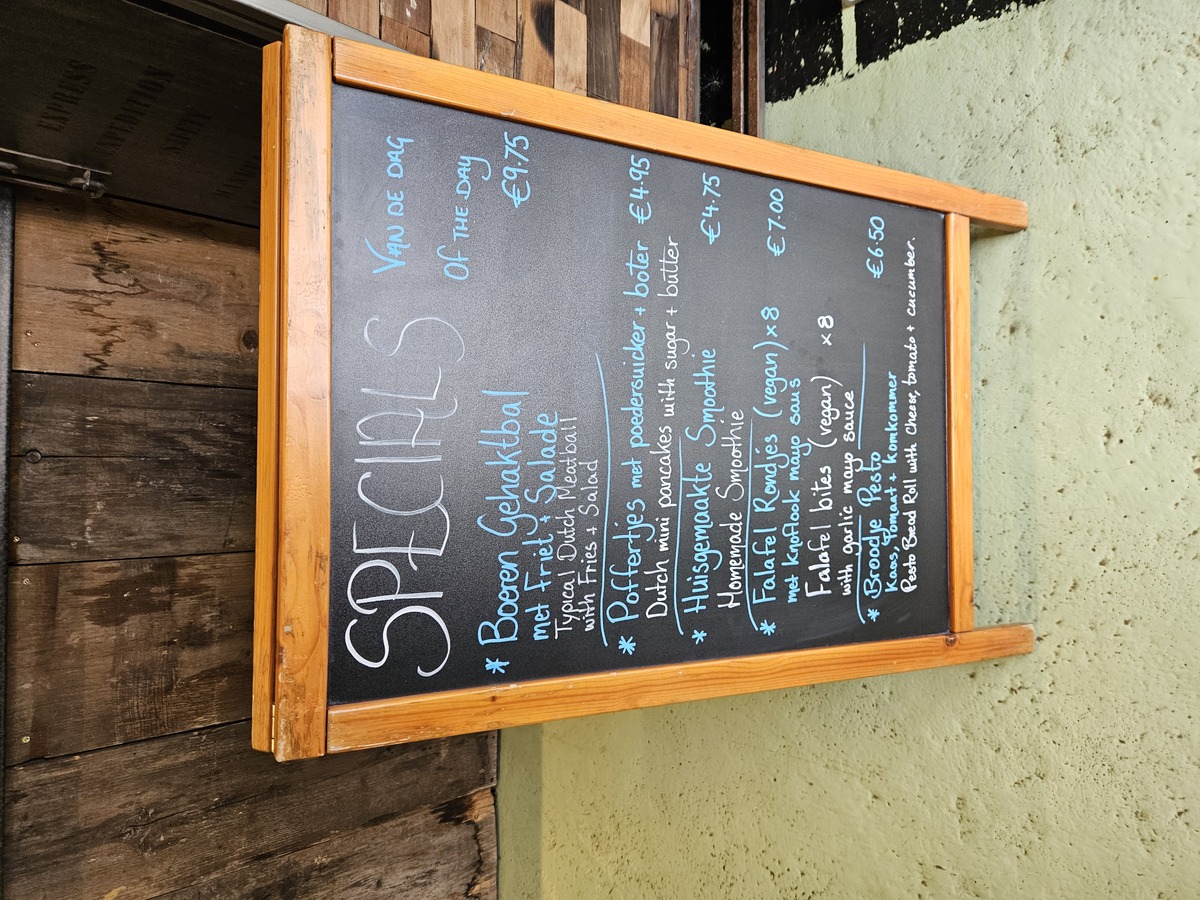 EXPRESS
EXPEDITION
SPECIALS
VAN DE DAG
OF THE DAY
* Boeren Gehaktbal €9.75
met Friet + Salade
Typical Dutch Meatball
with Fries + Salad
* Poffertjes met poedersuicker + boter €4.95
Dutch mini pancakes with sugar + butter
* Huisgemaakte Smoothie €4.75
Homemade Smoothie
* Falafel Rondjes (vegan) x 8 €7.00
met knoflook mayo saus
Falafel bites (vegan) x 8
with garlic mayo sauce
* Broodje Pesto €6.50
Kaas, Tomaat + Komkommer
Pesto Bread Roll with cheese, tomato + cucumber.